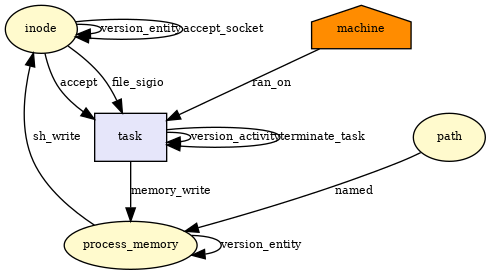 inode
version_entity
accept_socket
machine
accept
file_sigio
ran_on
sh_write
task
version_activity
terminate_task
path
memory_write
named
process_memory
version_entity